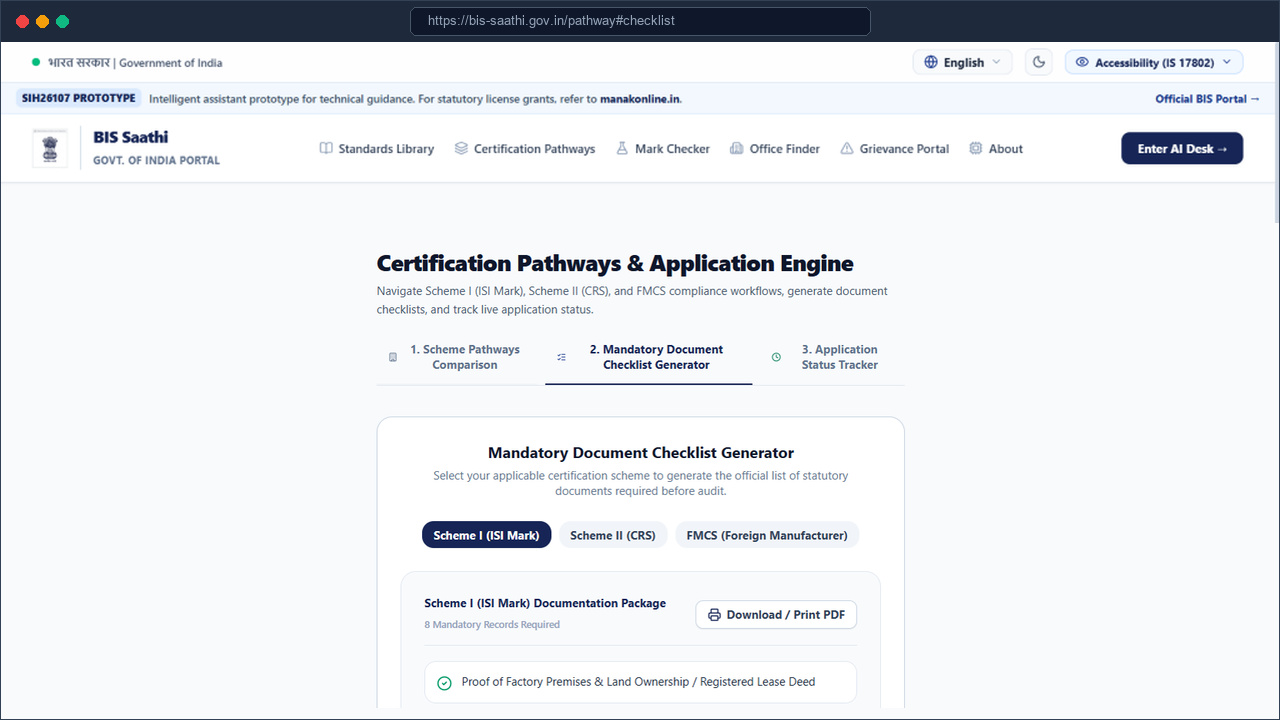 https://bis-saathi.gov.in/pathway#checklist
भारत सरकार | Government of India
English
Accessibility (IS 17802)
SIH26107 PROTOTYPE
Intelligent assistant prototype for technical guidance. For statutory license grants, refer to manakonline.in.
Official BIS Portal →
BIS Saathi
GOVT. OF INDIA PORTAL
Standards Library
Certification Pathways
Mark Checker
Office Finder
Grievance Portal
About
Enter AI Desk →
Certification Pathways & Application Engine
Navigate Scheme I (ISI Mark), Scheme II (CRS), and FMCS compliance workflows, generate document
checklists, and track live application status.
1. Scheme Pathways
Comparison
2. Mandatory Document
Checklist Generator
3. Application
Status Tracker
Mandatory Document Checklist Generator
Select your applicable certification scheme to generate the official list of statutory
documents required before audit.
Scheme I (ISI Mark)
Scheme II (CRS)
FMCS (Foreign Manufacturer)
Scheme I (ISI Mark) Documentation Package
8 Mandatory Records Required
Download / Print PDF
Proof of Factory Premises & Land Ownership / Registered Lease Deed